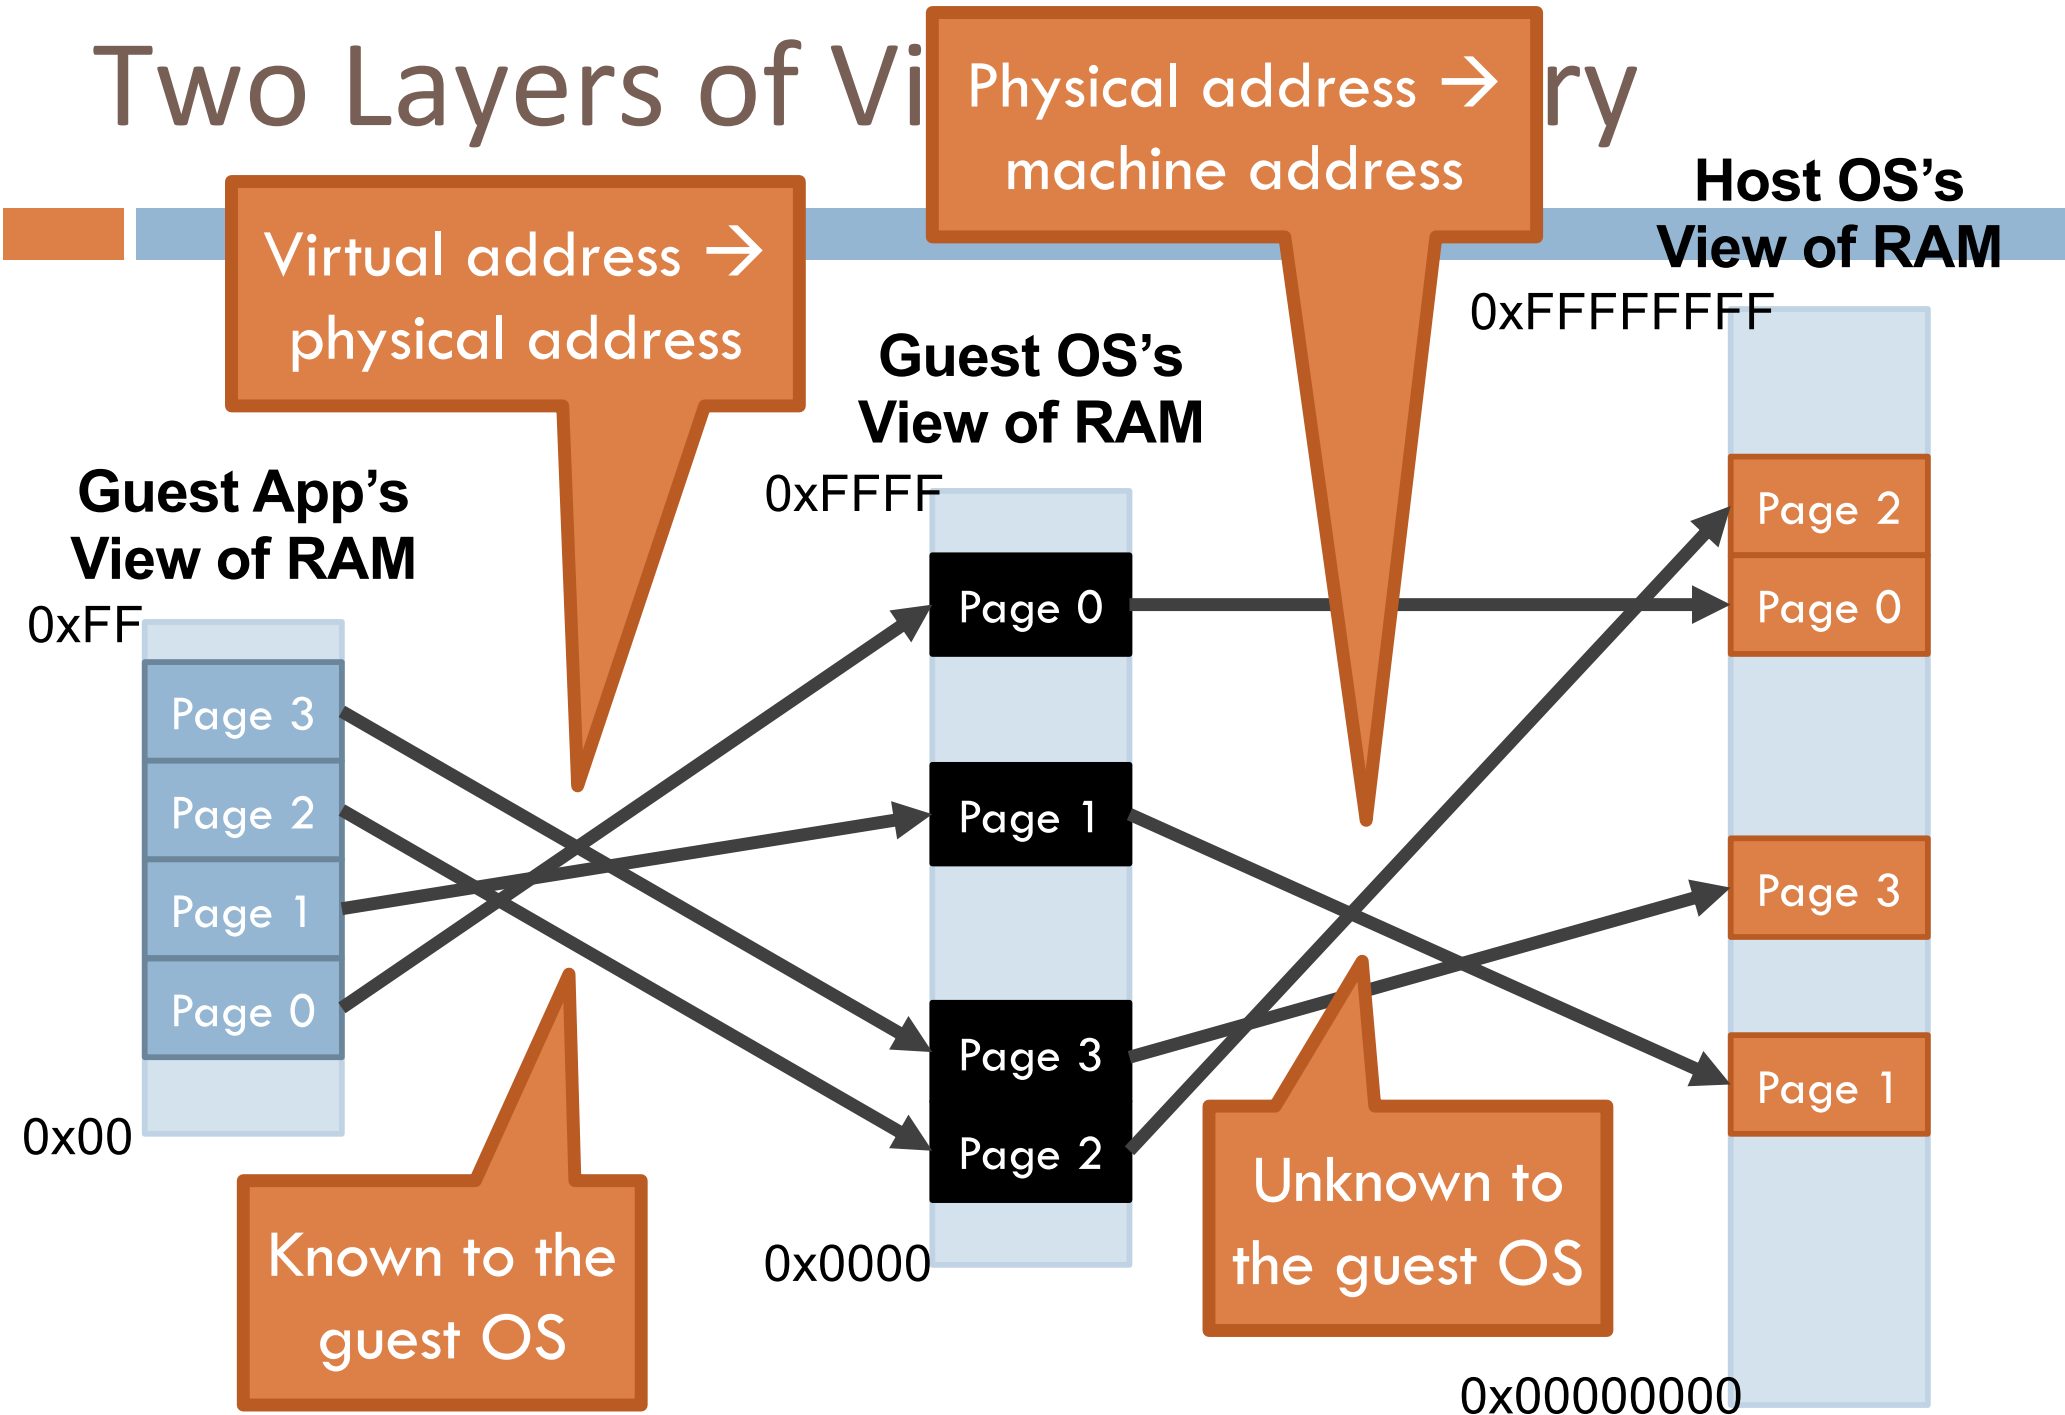 Two Layers of Vi
ry
Physical address →
machine address
Virtual address →
physical address
Host OS’s
View of RAM
0xFFFFFFFF
Guest OS’s
View of RAM
0xFFFF
Guest App’s
View of RAM
0xFF
Page 3
Page 2
Page 1
Page 0
0x00
Page 0
Page 1
Page 3
Page 2
0x0000
Page 2
Page 0
Page 3
Page 1
0x00000000
Known to the
guest OS
Unknown to
the guest OS